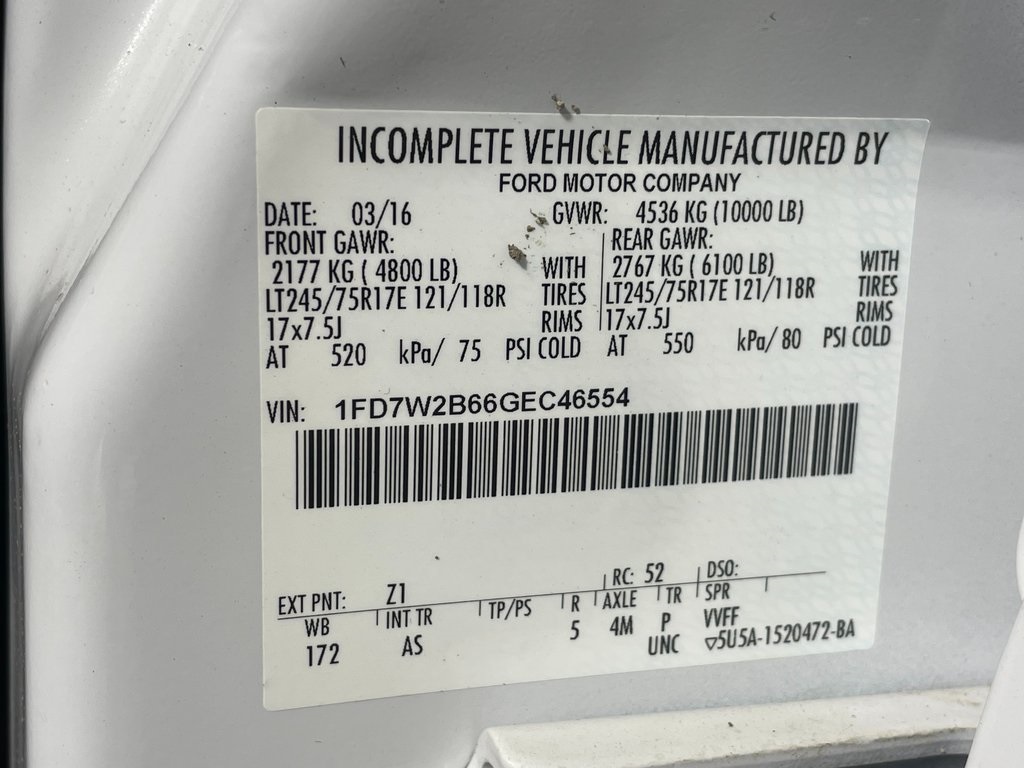 INCOMPLETE VEHICLE MANUFACTURED BY
FORD MOTOR COMPANY
DATE: 03/16 GVWR: 4536 KG (10000 LB)
FRONT GAWR: REAR GAWR:
2177 KG ( 4800 LB) WITH 2767 KG ( 6100 LB) WITH
LT245/75R17E 121/118R TIRES LT245/75R17E 121/118R TIRES
17x7.5J RIMS 17x7.5J RIMS
AT 520 kPa/ 75 PSI COLD AT 550 kPa/ 80 PSI COLD
VIN: 1FD7W2B66GEC46554
EXT PNT: Z1 RC: 52 DSO:
WB INT TR TP/PS R AXLE TR SPR
172 AS 5 4M P VVFF
UNC ▽5U5A-1520472-BA